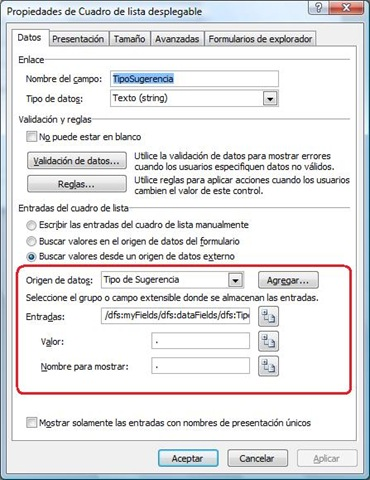 Propiedades de Cuadro de lista desplegable
Datos Presentación Tamaño Avanzadas Formularios de explorador
Enlace
Nombre del campo: TipoSugerencia
Tipo de datos: Texto (string)
Validación y reglas
No puede estar en blanco
Validación de datos... Utilice la validación de datos para mostrar errores
cuando los usuarios especifiquen datos no válidos.
Reglas... Utilice reglas para aplicar acciones cuando los usuarios
cambien el valor de este control.
Entradas del cuadro de lista
Escribir las entradas del cuadro de lista manualmente
Buscar valores en el origen de datos del formulario
Buscar valores desde un origen de datos externo
Origen de datos: Tipo de Sugerencia Agregar...
Seleccione el grupo o campo extensible donde se almacenan las entradas.
Entradas: /dfs:myFields/dfs:dataFields/dfs:Tip
Valor: .
Nombre para mostrar: .
Mostrar solamente las entradas con nombres de presentación únicos
Aceptar Cancelar Aplicar